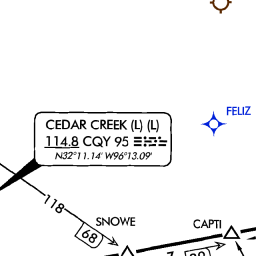 FELIZ
CEDAR CREEK (L) (L)
114.8 CQY 95
N32°11.14' W96°13.09'
118
68
SNOWE
CAPTI